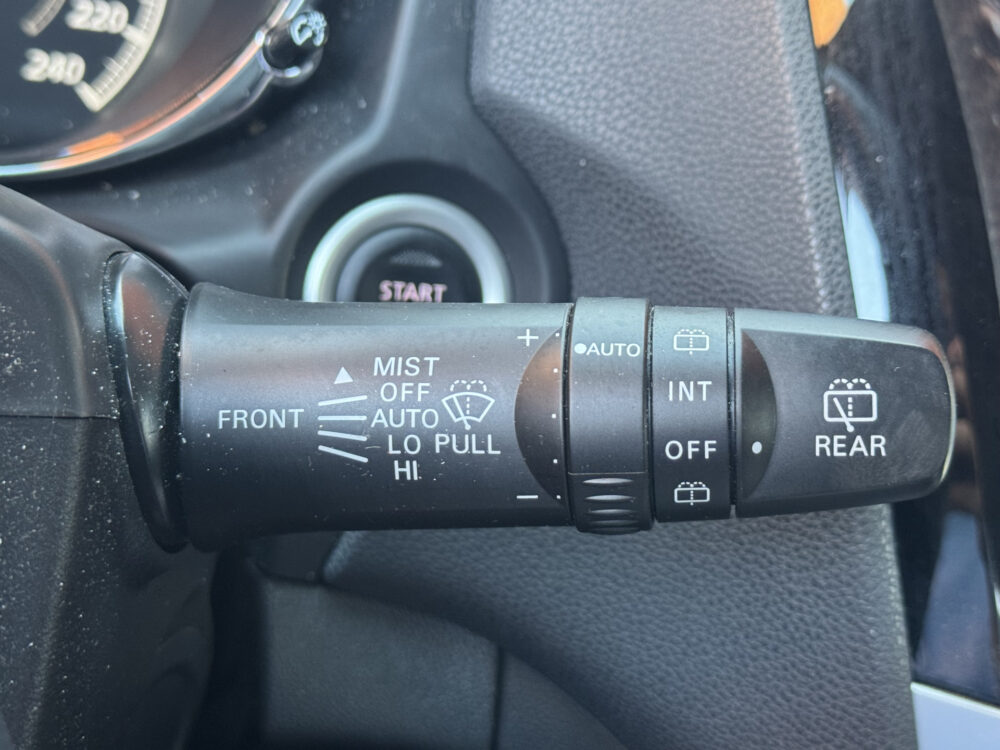 220
240
START
FRONT
MIST
OFF
AUTO
LO PULL
HI
+
−
●AUTO
INT
OFF
REAR